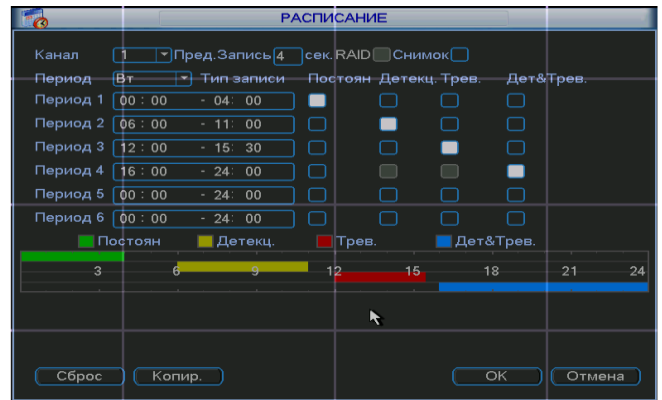 РАСПИСАНИЕ
Канал 1 Пред.Запись 4 сек. RAID Снимок
Период Вт Тип записи Постоян Детекц. Трев. Дет&Трев.
Период 1 00 : 00 - 04: 00
Период 2 06 : 00 - 11: 00
Период 3 12 : 00 - 15: 30
Период 4 16 : 00 - 24: 00
Период 5 00 : 00 - 24: 00
Период 6 00 : 00 - 24: 00
Постоян Детекц. Трев. Дет&Трев.
3 6 9 12 15 18 21 24
Сброс Копир. OK Отмена